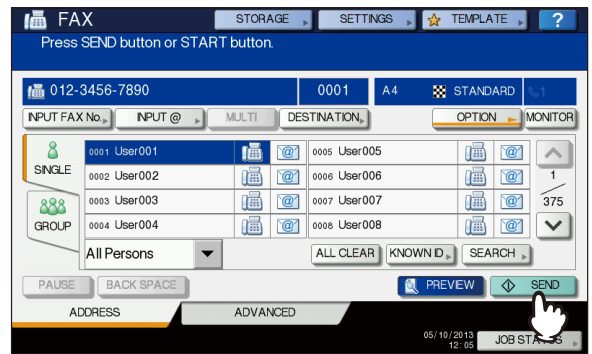 FAX STORAGE SETTINGS TEMPLATE ?
Press SEND button or START button.
012-3456-7890 0001 A4 STANDARD 1
INPUT FAX No. INPUT @ MULTI DESTINATION OPTION MONITOR
SINGLE
GROUP
0001 User001 @ 0005 User005 @
0002 User002 @ 0006 User006 @
0003 User003 @ 0007 User007 @
0004 User004 @ 0008 User008 @
1
375
All Persons ALL CLEAR KNOWN ID SEARCH
PAUSE BACK SPACE PREVIEW SEND
ADDRESS ADVANCED
05/10/2013
12:05